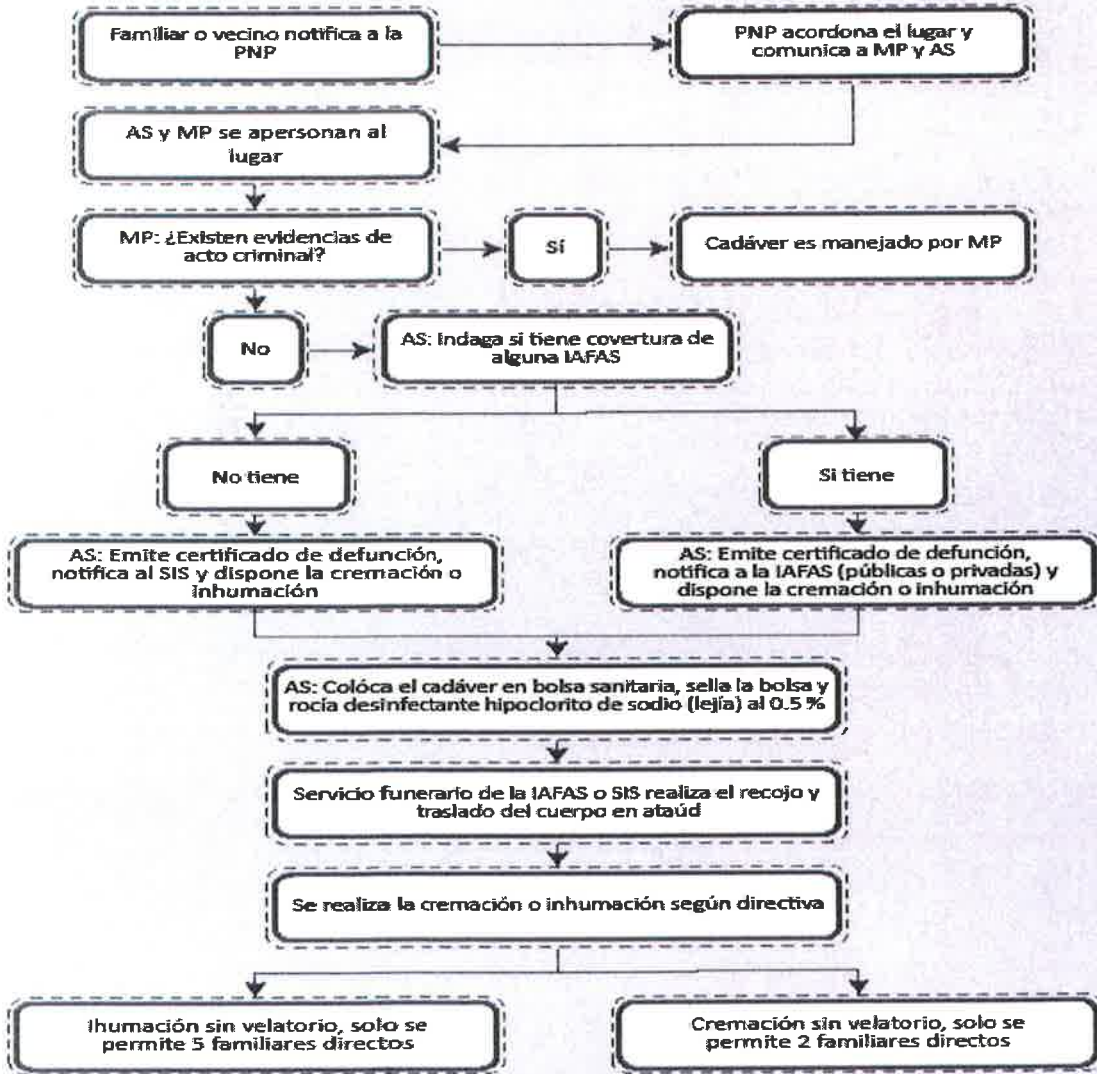 Familiar o vecino notifica a la
PNP
PNP acordona el lugar y
comunica a MP y AS
AS y MP se apersonan al
lugar
MP: ¿Existen evidencias de
acto criminal?
Sí
Cadáver es manejado por MP
No
AS: Indaga si tiene covertura de
alguna IAFAS
No tiene
Si tiene
AS: Emite certificado de defunción,
notifica al SIS y dispone la cremación o
inhumación
AS: Emite certificado de defunción,
notifica a la IAFAS (públicas o privadas) y
dispone la cremación o inhumación
AS: Colóca el cadáver en bolsa sanitaria, sella la bolsa y
rocía desinfectante hipoclorito de sodio (lejía) al 0.5 %
Servicio funerario de la IAFAS o SIS realiza el recojo y
traslado del cuerpo en ataúd
Se realiza la cremación o inhumación según directiva
Ihumación sin velatorio, solo se
permite 5 familiares directos
Cremación sin velatorio, solo se
permite 2 familiares directos